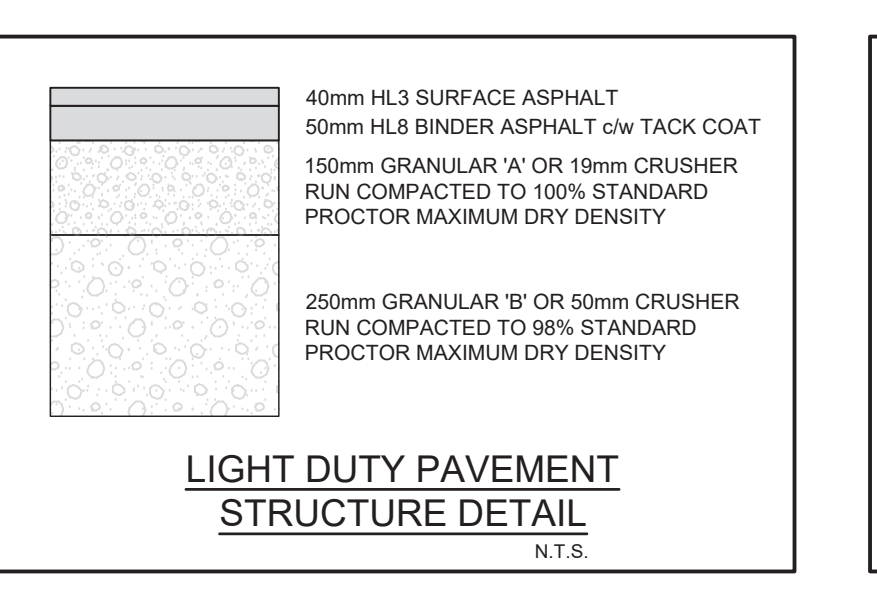 40mm HL3 SURFACE ASPHALT
50mm HL8 BINDER ASPHALT c/w TACK COAT
150mm GRANULAR 'A' OR 19mm CRUSHER
RUN COMPACTED TO 100% STANDARD
PROCTOR MAXIMUM DRY DENSITY
250mm GRANULAR 'B' OR 50mm CRUSHER
RUN COMPACTED TO 98% STANDARD
PROCTOR MAXIMUM DRY DENSITY
LIGHT DUTY PAVEMENT
STRUCTURE DETAIL
N.T.S.